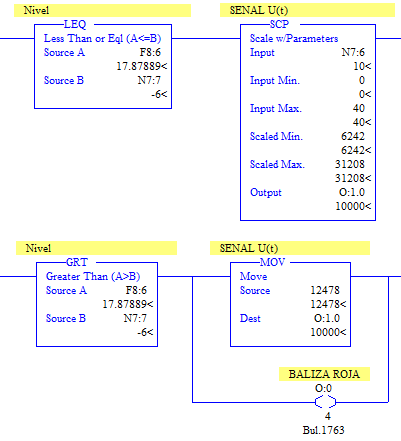 Nivel
SENAL U(t)
LEQ
SCP
Less Than or Eql (A<=B)
Scale w/Parameters
Source A F8:6
Input N7:6
17.87889<
10<
Source B N7:7
Input Min. 0
-6<
0<
Input Max. 40
40<
Scaled Min. 6242
6242<
Scaled Max. 31208
31208<
Output O:1.0
10000<
Nivel
SENAL U(t)
GRT
MOV
Greater Than (A>B)
Move
Source A F8:6
Source 12478
17.87889<
12478<
Source B N7:7
Dest O:1.0
-6<
10000<
BALIZA ROJA
O:0
4
Bul.1763